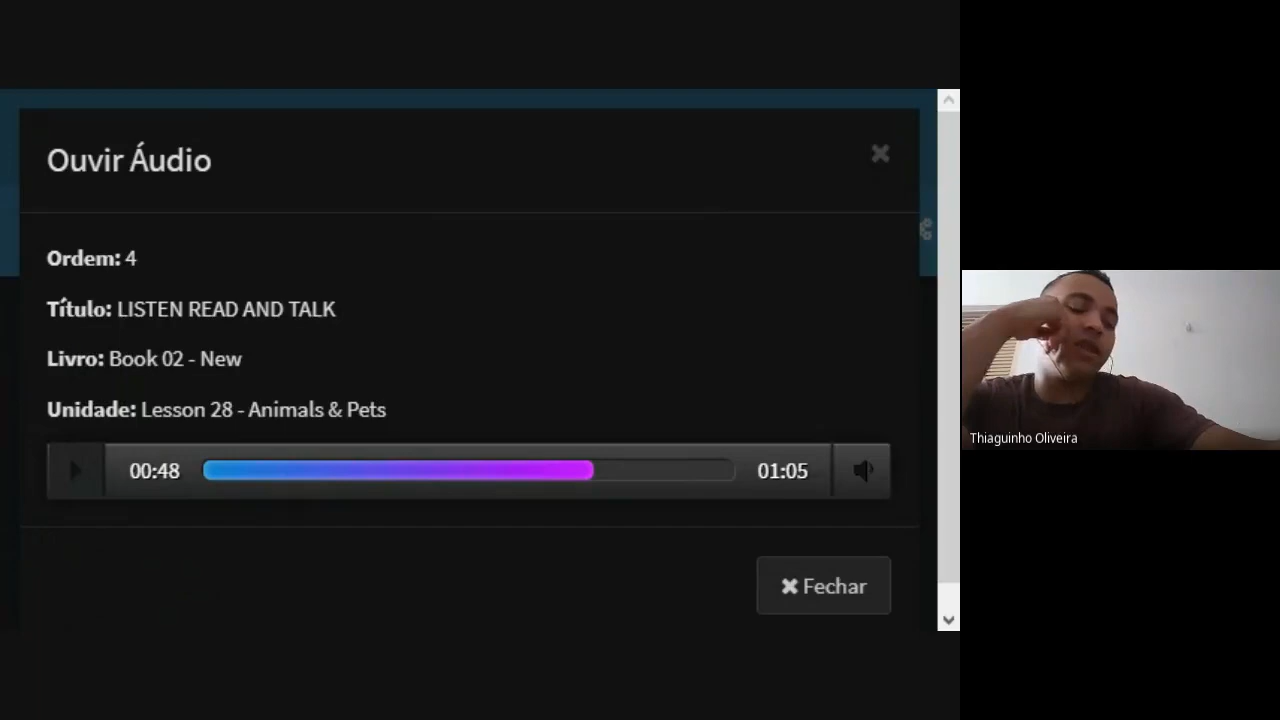 Ouvir Áudio
Ordem: 4
Título: LISTEN READ AND TALK
Livro: Book 02 - New
Unidade: Lesson 28 - Animals & Pets
00:48 01:05
Fechar
Thiaguinho Oliveira